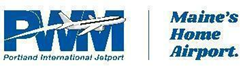 PWM
Portland International Jetport
Maine's
Home
Airport.